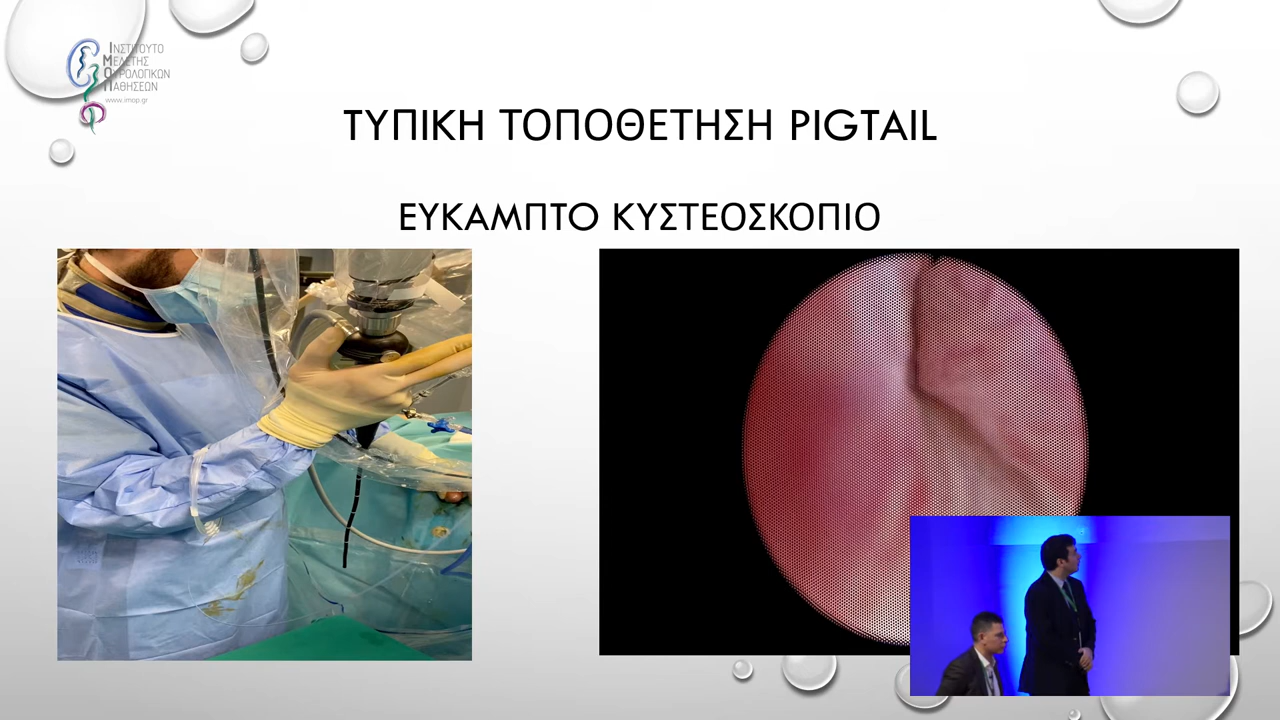 ΙΝΣΤΙΤΟΥΤΟ
ΜΕΛΕΤΗΣ
ΟΥΡΟΛΟΓΙΚΩΝ
ΠΑΘΗΣΕΩΝ
www.imop.gr
ΤΥΠΙΚΗ ΤΟΠΟΘΕΤΗΣΗ PIGTAIL
ΕΥΚΑΜΠΤΟ ΚΥΣΤΕΟΣΚΟΠΙΟ